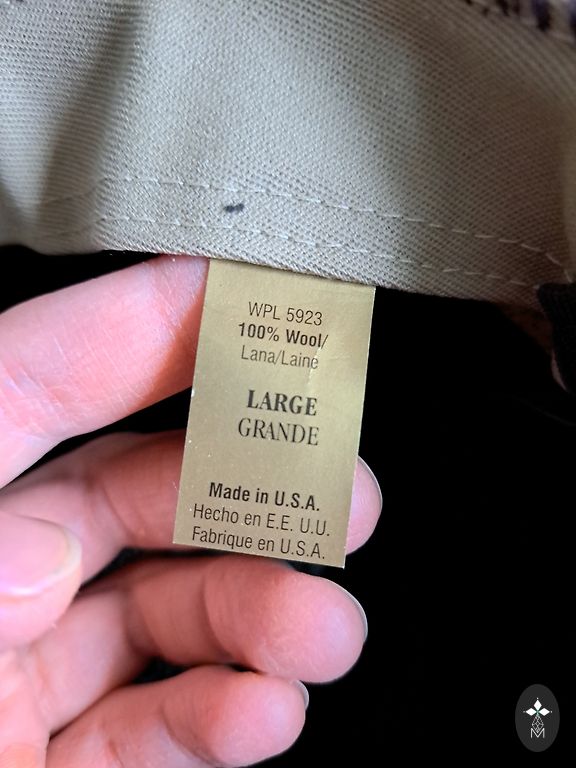 WPL 5923
100% Wool/
Lana/Laine
LARGE
GRANDE
Made in U.S.A.
Hecho en E.E. U.U.
Fabrique en U.S.A.
M